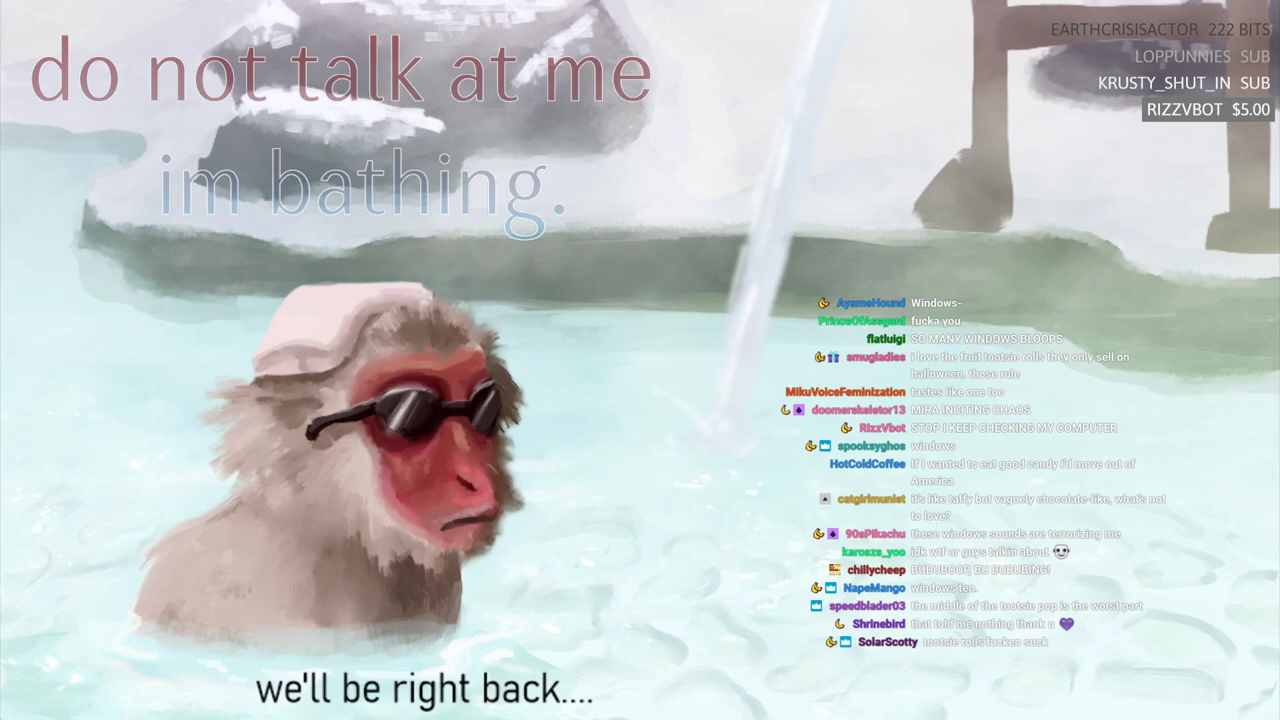 do not talk at me
im bathing.
EARTHCRISISACTOR 222 BITS
LOPPUNNIES SUB
KRUSTY_SHUT_IN SUB
RIZZVBOT $5.00
AyameHound Windows-
PrinceOfAssgard fucka you
flatluigi SO MANY WINDOWS BLOOPS
smugladies i love the fruit tootsie rolls they only sell on
halloween. those rule
MikuVoiceFeminization tastes like one too
doomerskeletor13 MIRA INCITING CHAOS
RizzVbot STOP I KEEP CHECKING MY COMPUTER
spooksyghos windows
HotColdCoffee If I wanted to eat good candy I'd move out of
America
catgirlmunist it's like taffy but vaguely chocolate-like, what's not
to love?
90sPikachu these windows sounds are terrorizing me
karosza_yoo idk wtf ur guys talkin about
chillycheep BUDUBOOP, BU BUDUBING!
NapeMango windows ten.
speedblader03 the middle of the tootsie pop is the worst part
Shrinebird that told me nothing thank u
SolarScotty tootsie rolls fucken suck
we'll be right back....